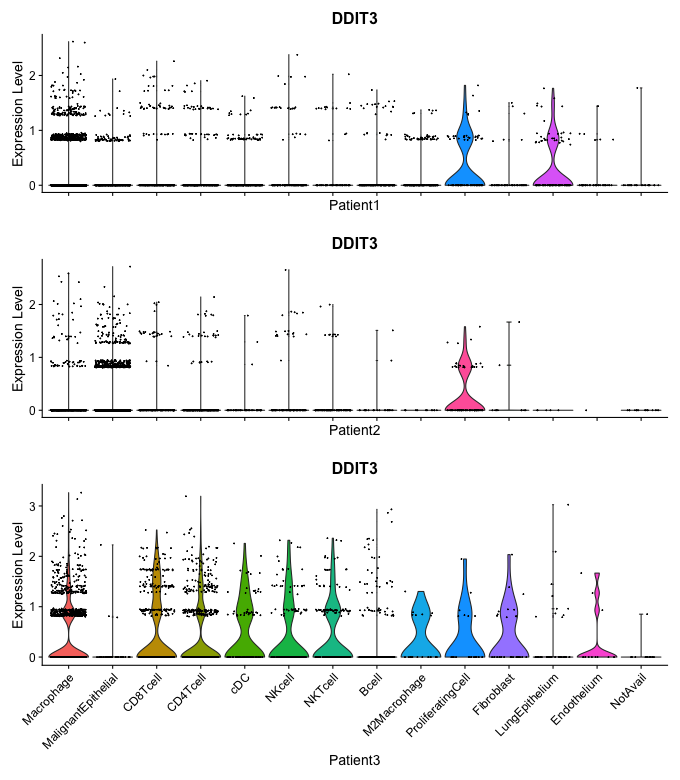 DDIT3
Expression Level
2
1
0
Patient1
DDIT3
Expression Level
2
1
0
Patient2
DDIT3
Expression Level
3
2
1
0
Macrophage
MalignantEpithelial
CD8Tcell
CD4Tcell
cDC
NKcell
NKTcell
Bcell
M2Macrophage
ProliferatingCell
Fibroblast
LungEpithelium
Endothelium
NotAvail
Patient3